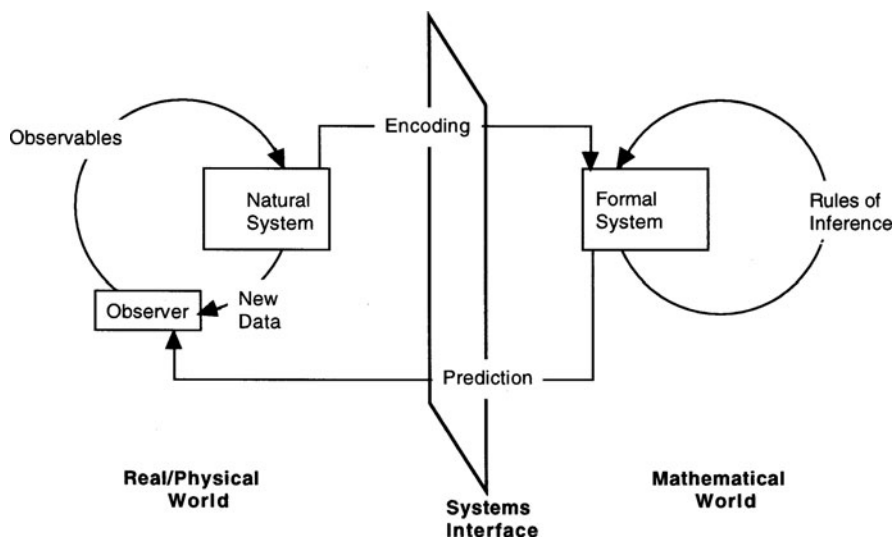 Encoding
Observables
Natural
System
Formal
System
Rules of
Inference
Observer
New
Data
Prediction
Real/Physical
World
Systems
Interface
Mathematical
World